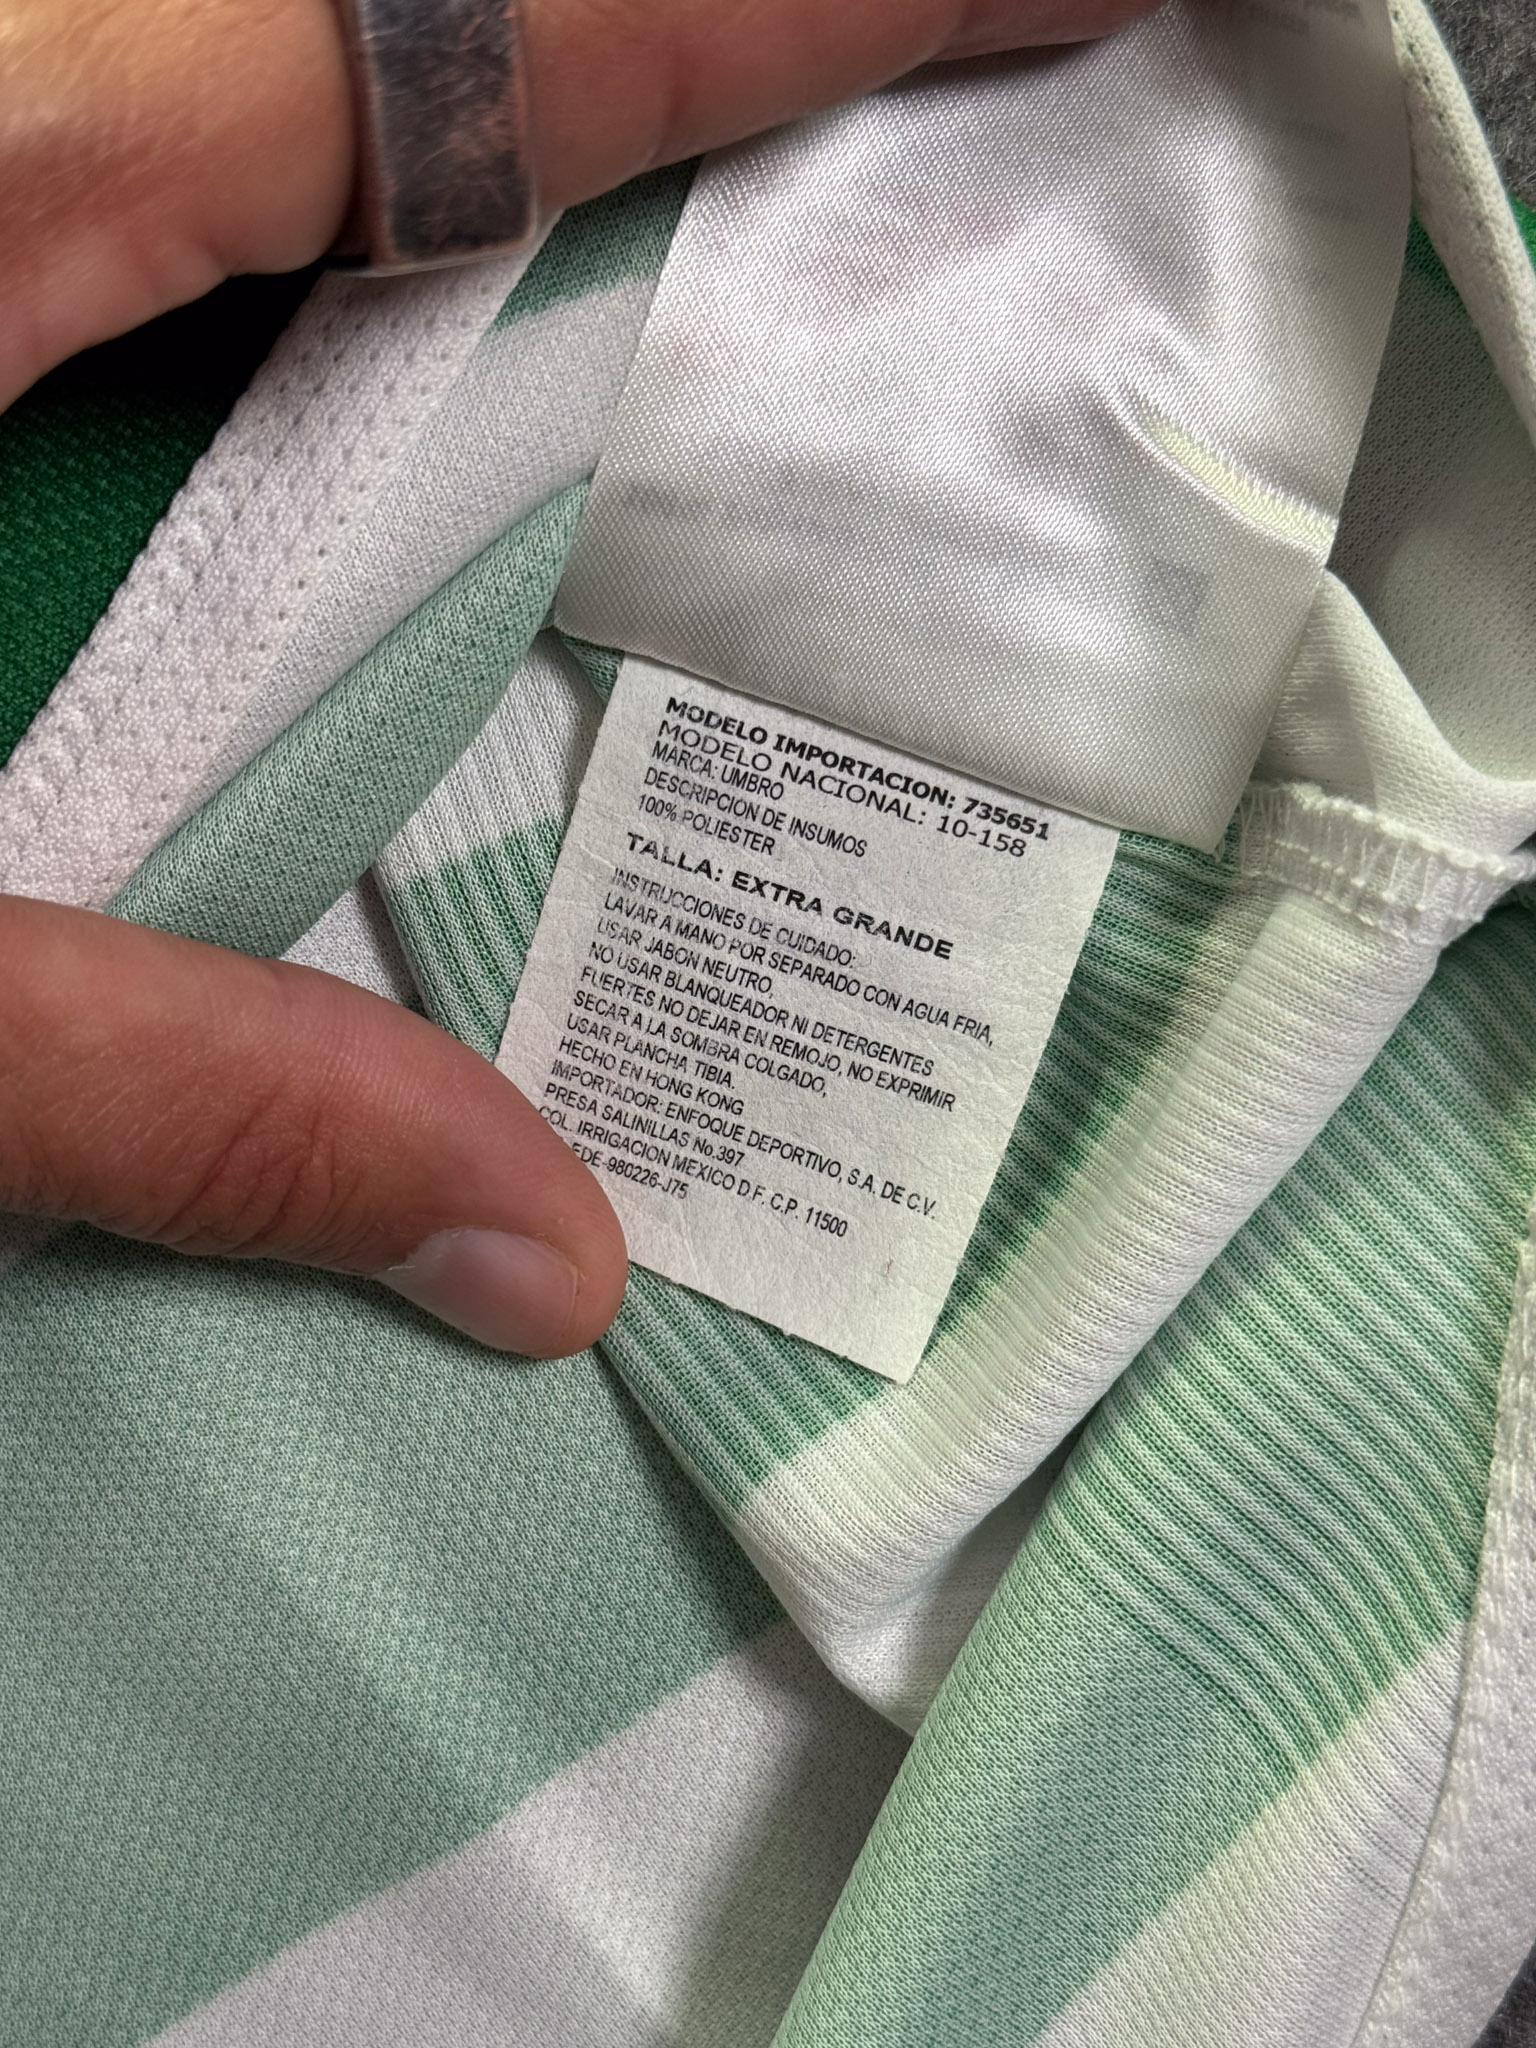 MODELO IMPORTACION: 735651
MODELO NACIONAL: 10-158
MARCA: UMBRO
DESCRIPCION DE INSUMOS
100% POLIESTER
TALLA: EXTRA GRANDE
INSTRUCCIONES DE CUIDADO:
LAVAR A MANO POR SEPARADO CON AGUA FRIA,
USAR JABON NEUTRO,
NO USAR BLANQUEADOR NI DETERGENTES
FUERTES NO DEJAR EN REMOJO, NO EXPRIMIR
SECAR A LA SOMBRA COLGADO,
USAR PLANCHA TIBIA.
HECHO EN HONG KONG
IMPORTADOR: ENFOQUE DEPORTIVO, S.A. DE C.V.
PRESA SALINILLAS No.397
COL. IRRIGACION MEXICO D.F. C.P. 11500
EDE-980226-J75